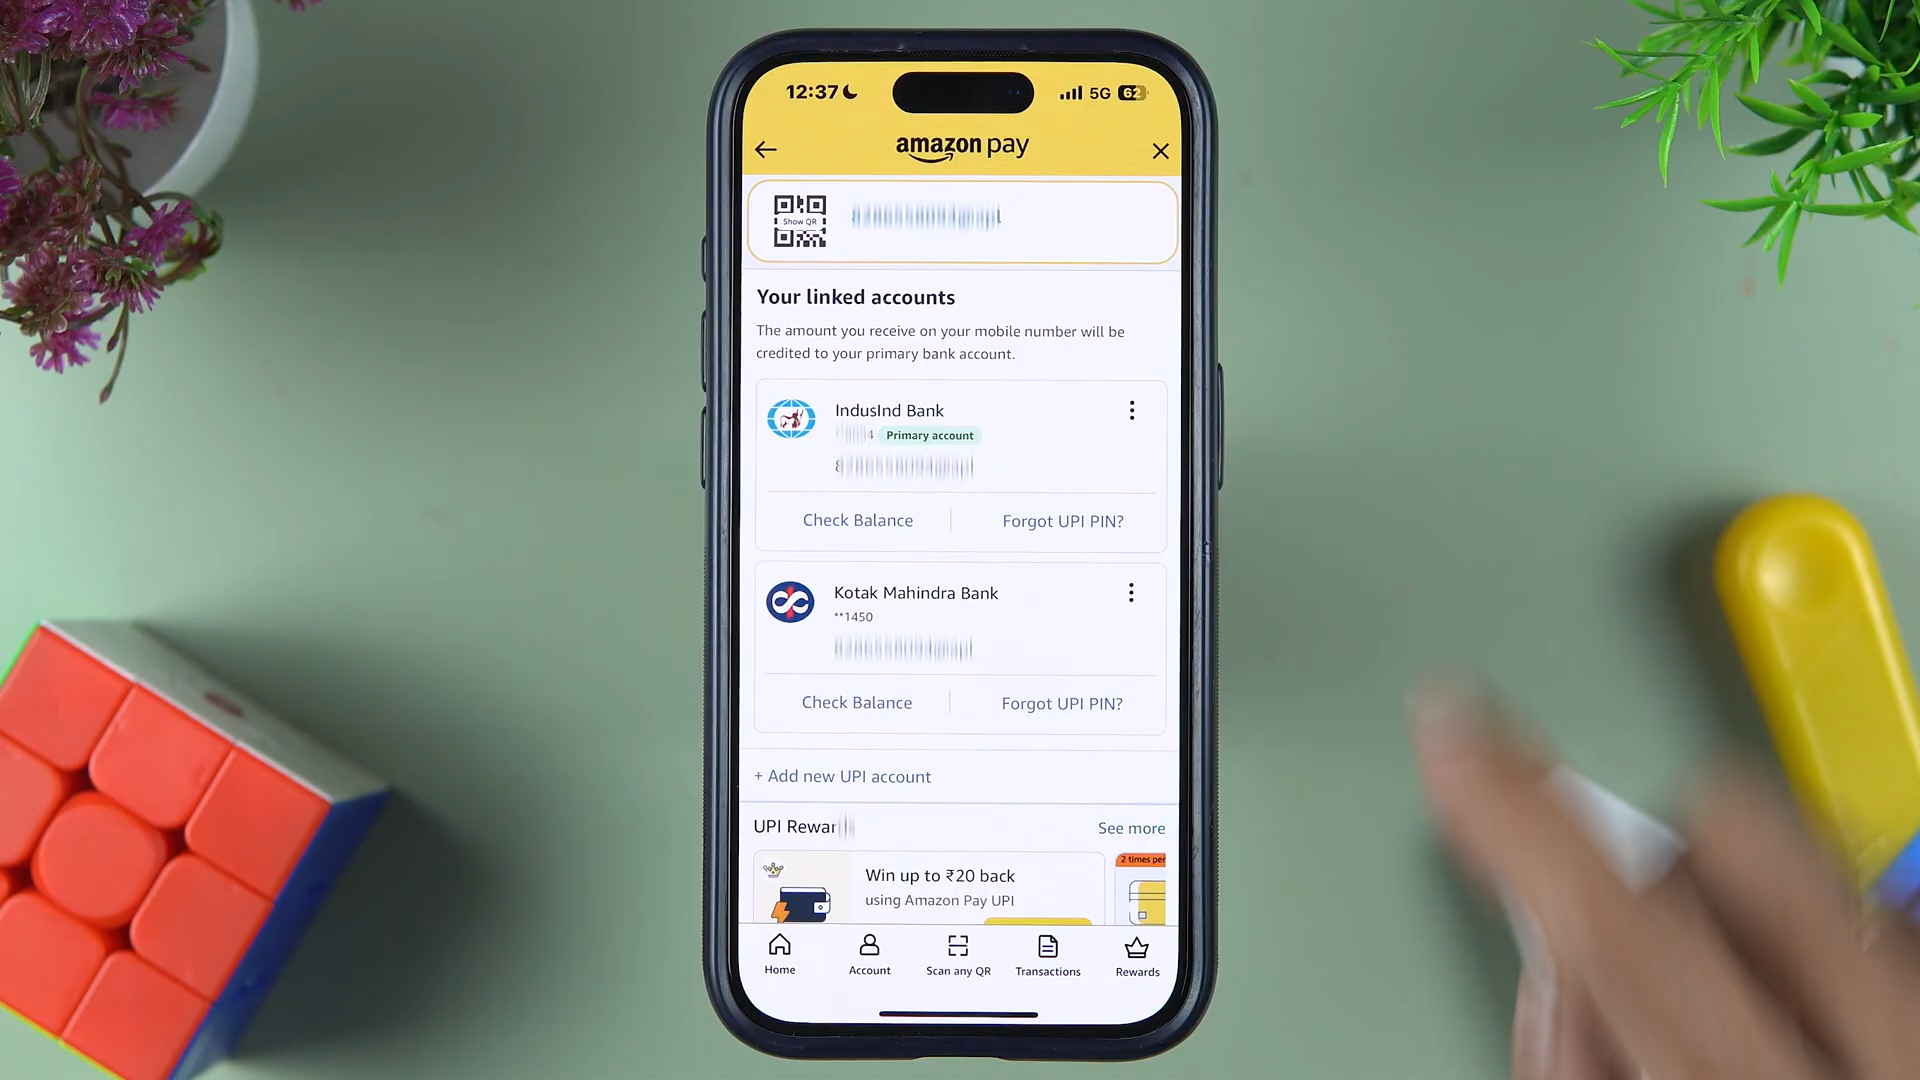 12:37
5G
62
amazon pay
Show QR
Your linked accounts
The amount you receive on your mobile number will be
credited to your primary bank account.
IndusInd Bank
4 Primary account
Check Balance
Forgot UPI PIN?
Kotak Mahindra Bank
**1450
Check Balance
Forgot UPI PIN?
+ Add new UPI account
UPI Rewar
See more
Win up to ₹20 back
using Amazon Pay UPI
2 times per
Home
Account
Scan any QR
Transactions
Rewards